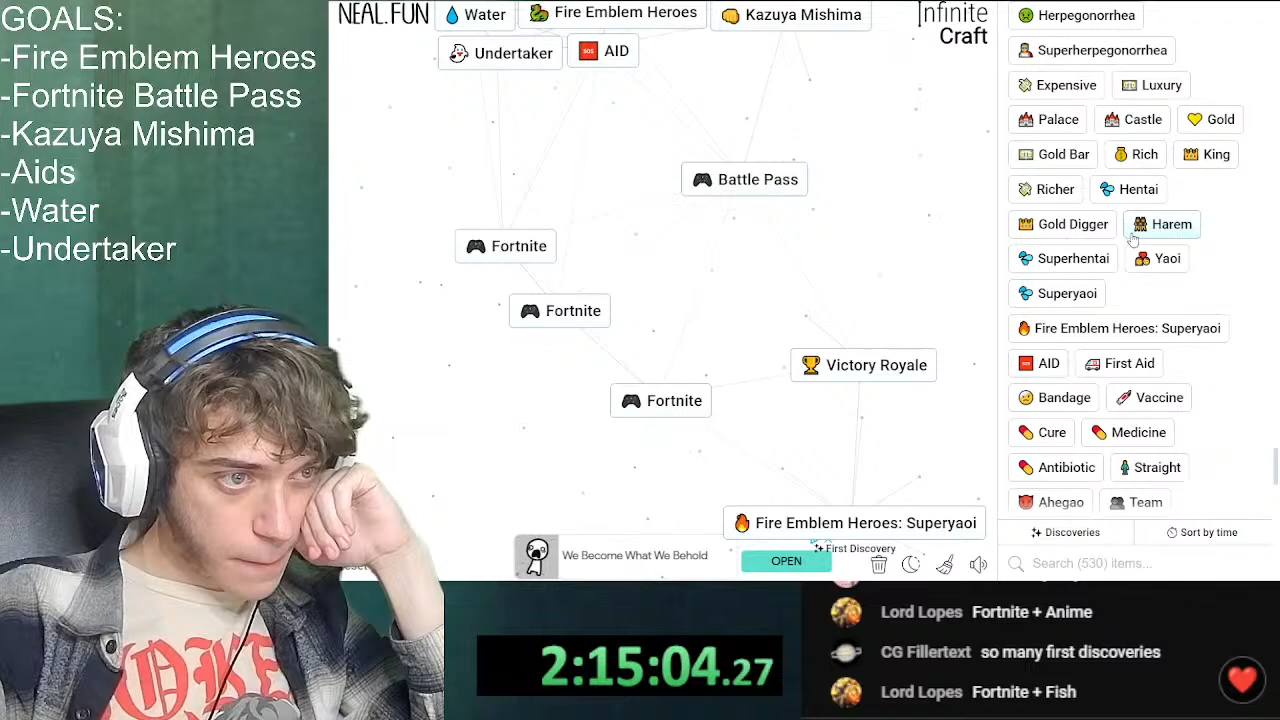 GOALS:
-Fire Emblem Heroes
-Fortnite Battle Pass
-Kazuya Mishima
-Aids
-Water
-Undertaker
NEAL.FUN
Water
Fire Emblem Heroes
Kazuya Mishima
Infinite
Craft
Undertaker
SOS AID
Battle Pass
Fortnite
Fortnite
Victory Royale
Fortnite
Fire Emblem Heroes: Superyaoi
First Discovery
We Become What We Behold
OPEN
Herpegonorrhea
Superherpegonorrhea
Expensive Luxury
Palace Castle Gold
Gold Bar Rich King
Richer Hentai
Gold Digger Harem
Superhentai Yaoi
Superyaoi
Fire Emblem Heroes: Superyaoi
AID First Aid
Bandage Vaccine
Cure Medicine
Antibiotic Straight
Ahegao Team
Discoveries Sort by time
Search (530) items...
2:15:04.27
Lord Lopes Fortnite + Anime
CG Fillertext so many first discoveries
Lord Lopes Fortnite + Fish